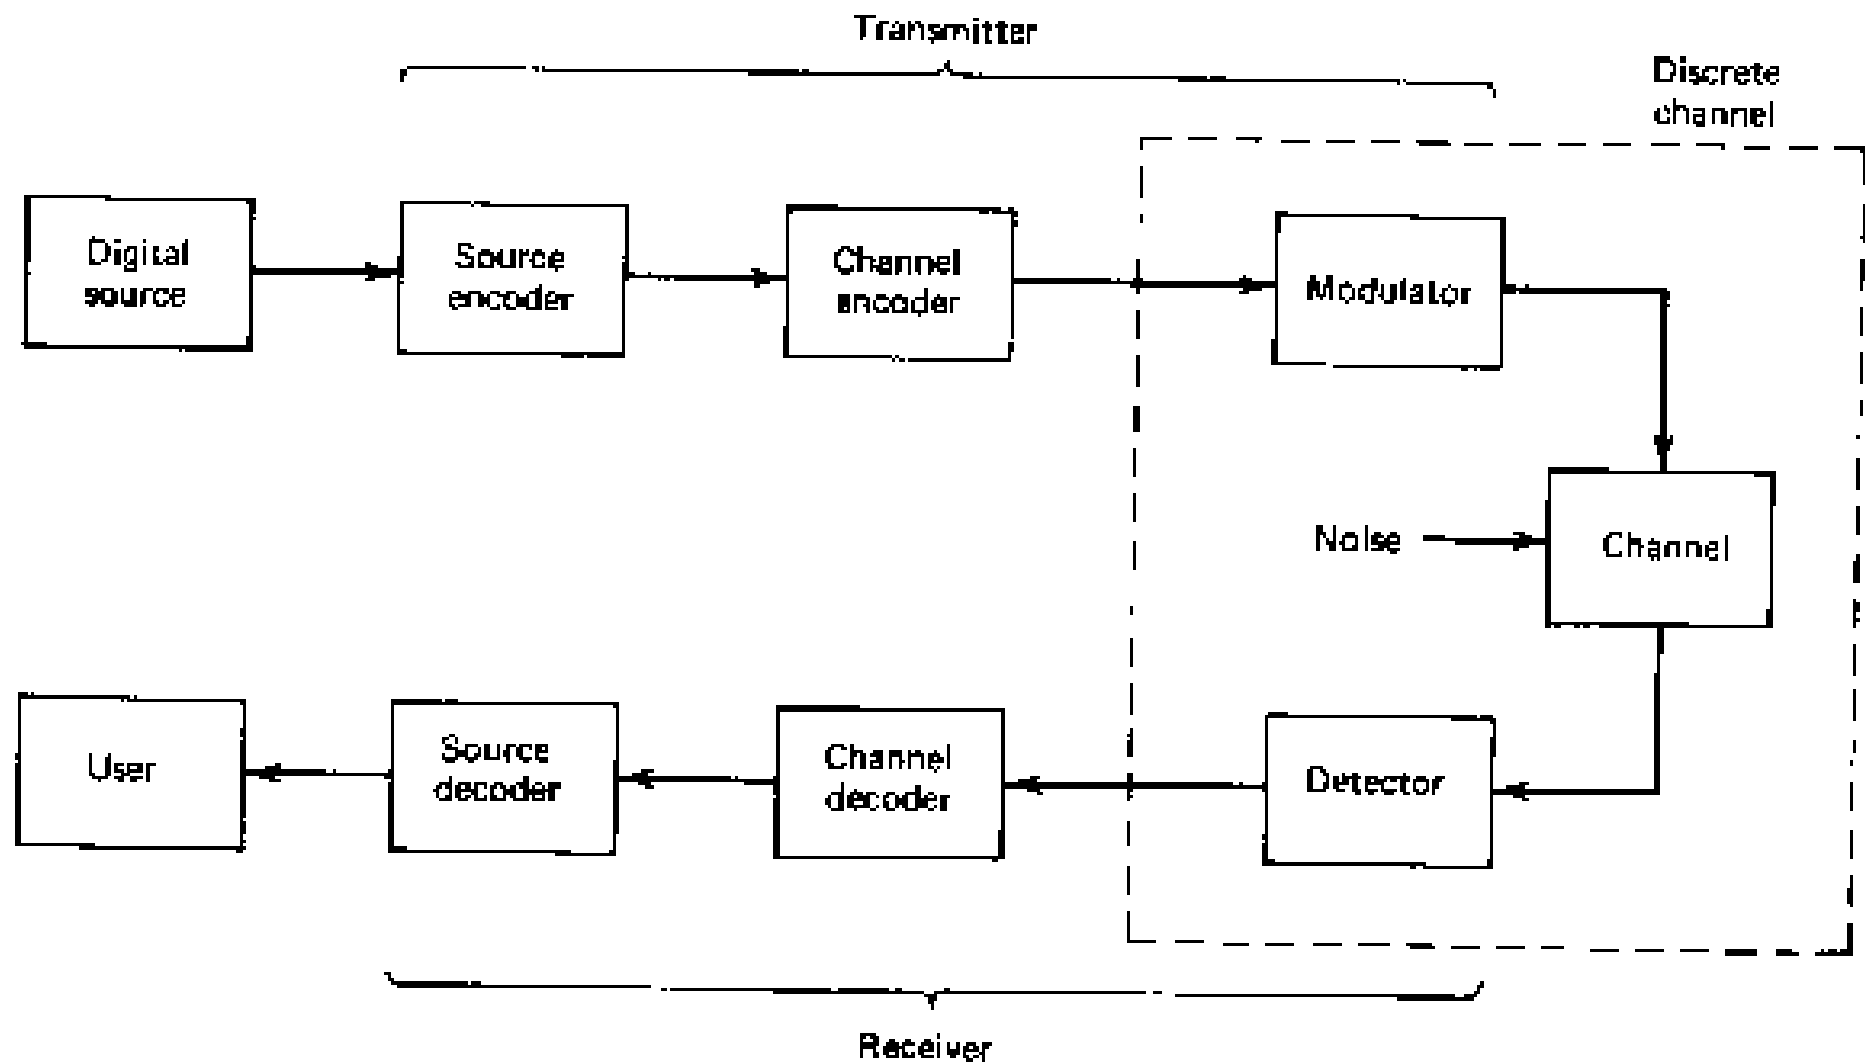 Transmitter
Discrete
channel
Digital
source
Source
encoder
Channel
encoder
Modulator
Noise
Channel
User
Source
decoder
Channel
decoder
Detector
Receiver